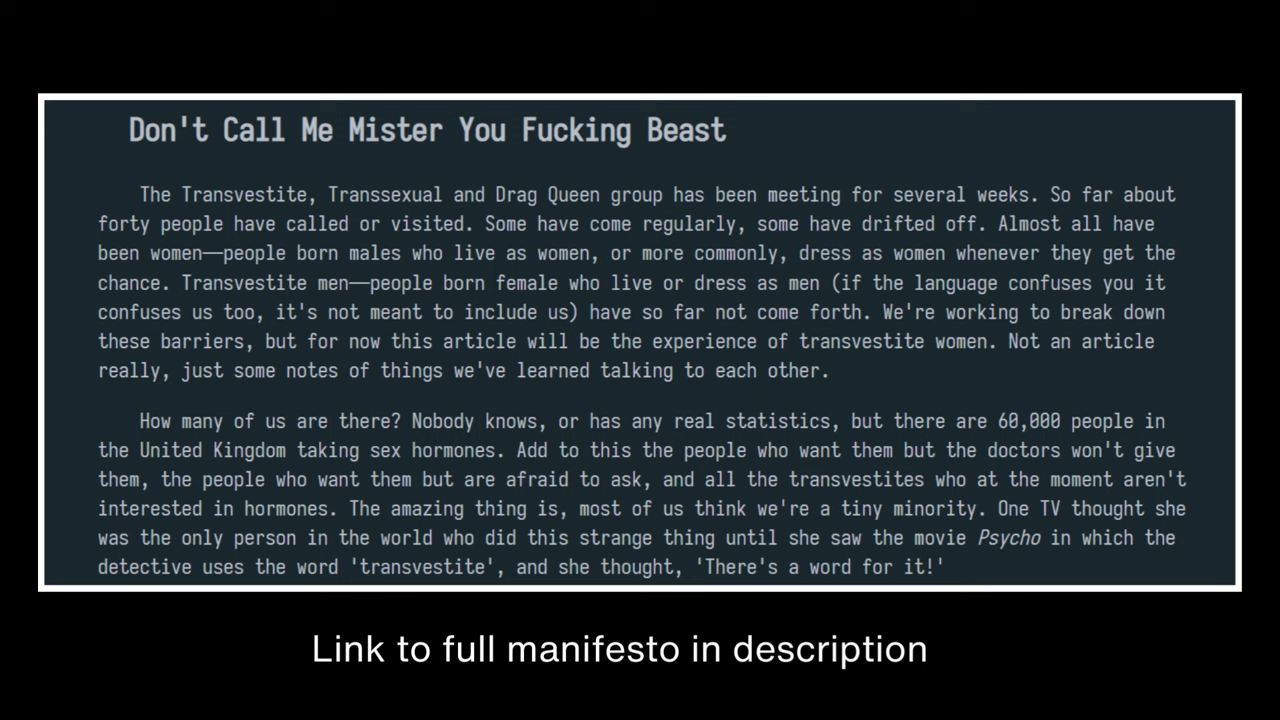 Don't Call Me Mister You Fucking Beast
The Transvestite, Transsexual and Drag Queen group has been meeting for several weeks. So far about
forty people have called or visited. Some have come regularly, some have drifted off. Almost all have
been women——people born males who live as women, or more commonly, dress as women whenever they get the
chance. Transvestite men——people born female who live or dress as men (if the language confuses you it
confuses us too, it's not meant to include us) have so far not come forth. We're working to break down
these barriers, but for now this article will be the experience of transvestite women. Not an article
really, just some notes of things we've learned talking to each other.
How many of us are there? Nobody knows, or has any real statistics, but there are 60,000 people in
the United Kingdom taking sex hormones. Add to this the people who want them but the doctors won't give
them, the people who want them but are afraid to ask, and all the transvestites who at the moment aren't
interested in hormones. The amazing thing is, most of us think we're a tiny minority. One TV thought she
was the only person in the world who did this strange thing until she saw the movie Psycho in which the
detective uses the word 'transvestite', and she thought, 'There's a word for it!'
Link to full manifesto in description